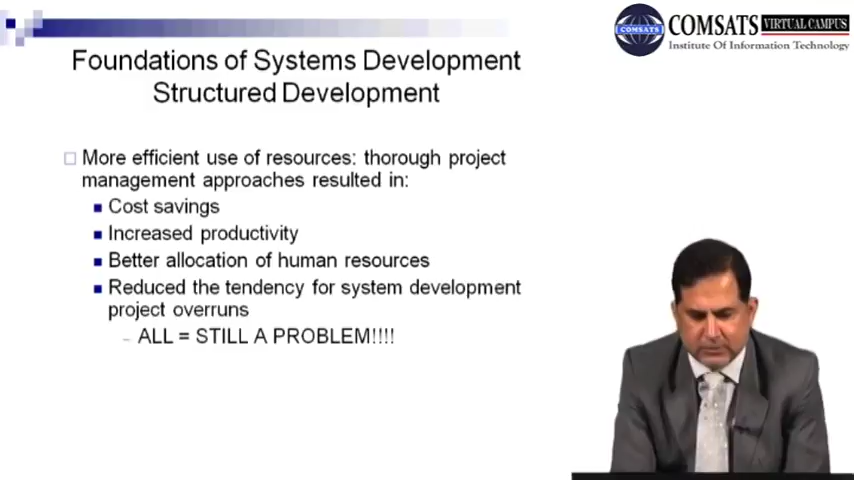 COMSATS VIRTUAL CAMPUS
COMSATS
Institute Of Information Technology
Foundations of Systems Development
Structured Development
More efficient use of resources: thorough project
management approaches resulted in:
Cost savings
Increased productivity
Better allocation of human resources
Reduced the tendency for system development
project overruns
– ALL = STILL A PROBLEM!!!!